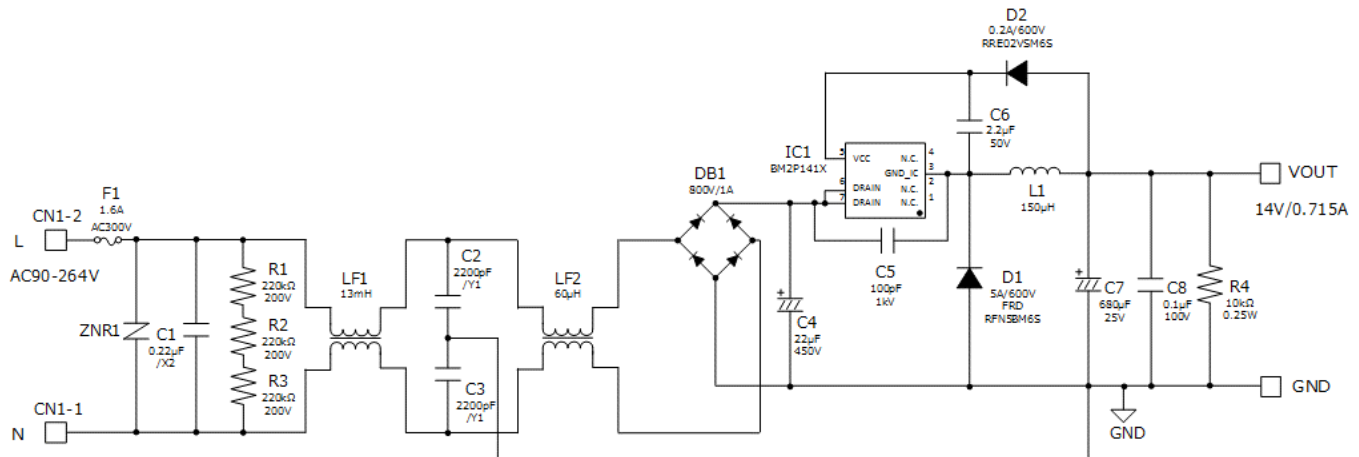 D2
0.2A/600V
RRE02VSM6S
C6
2.2µF
50V
IC1
BM2P141X
5
VCC
6
DRAIN
7
DRAIN
N.C.
4
GND_IC
3
N.C.
2
N.C.
1
DB1
800V/1A
L1
150µH
VOUT
14V/0.715A
F1
1.6A
AC300V
CN1-2
L
AC90-264V
R1
220kΩ
200V
R2
220kΩ
200V
R3
220kΩ
200V
ZNR1
C1
0.22µF
/X2
LF1
13mH
C2
2200pF
/Y1
C3
2200pF
/Y1
LF2
60µH
C4
22µF
450V
C5
100pF
1kV
D1
5A/600V
FRD
RFN5BM6S
C7
680µF
25V
C8
0.1µF
100V
R4
10kΩ
0.25W
CN1-1
N
GND
GND